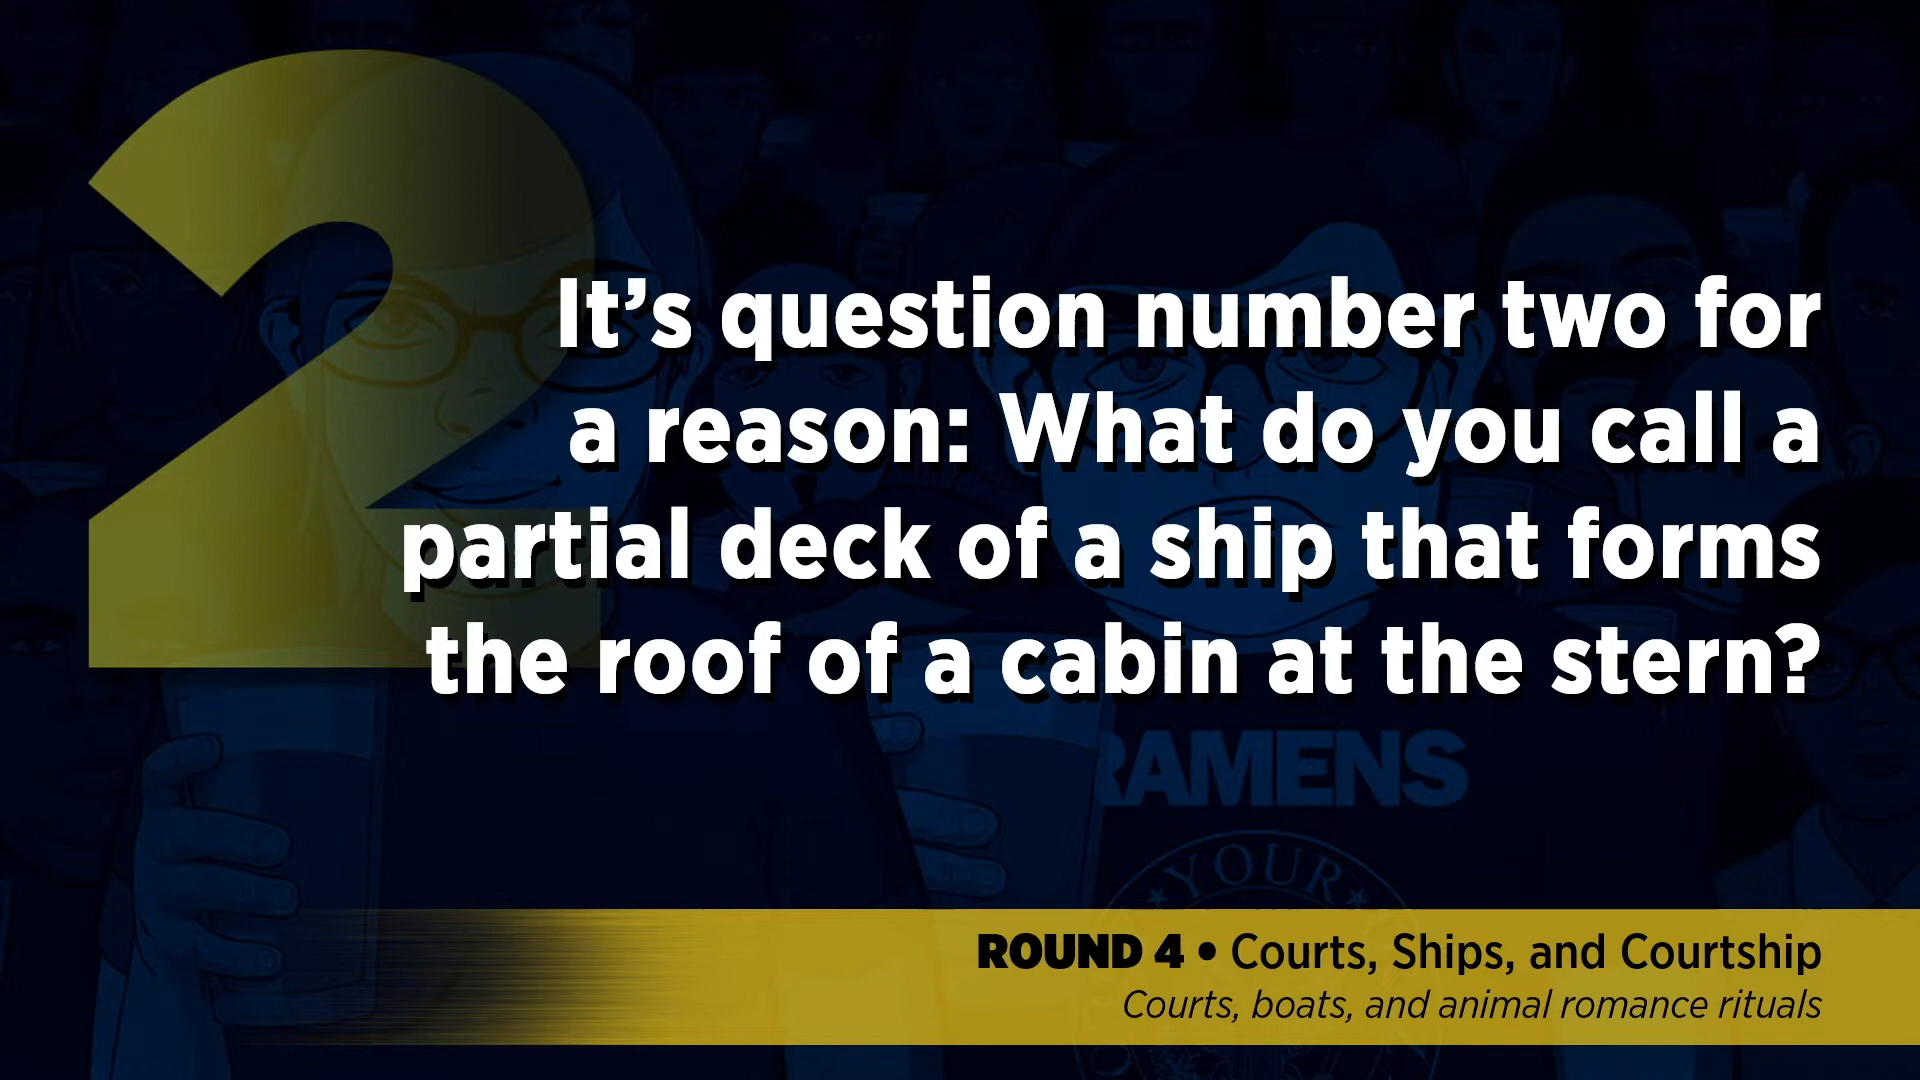 2
It’s question number two for
a reason: What do you call a
partial deck of a ship that forms
the roof of a cabin at the stern?
RAMENS
YOUR
ROUND 4 • Courts, Ships, and Courtship
Courts, boats, and animal romance rituals